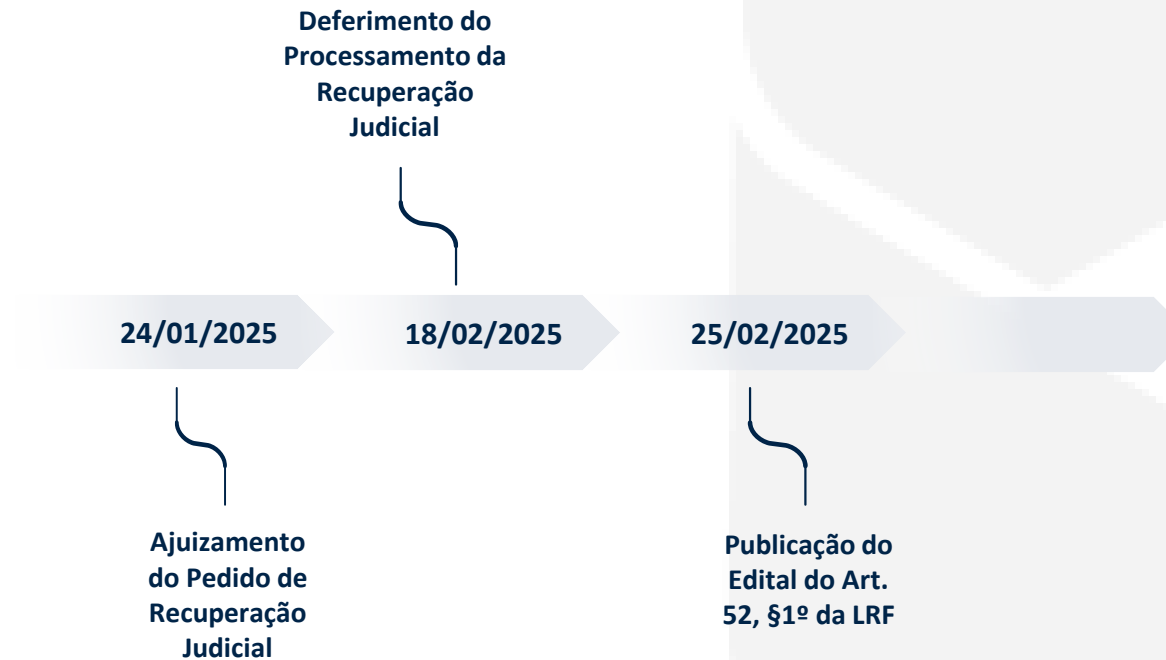 Deferimento do
Processamento da
Recuperação
Judicial
24/01/2025
18/02/2025
25/02/2025
Ajuizamento
do Pedido de
Recuperação
Judicial
Publicação do
Edital do Art.
52, §1º da LRF